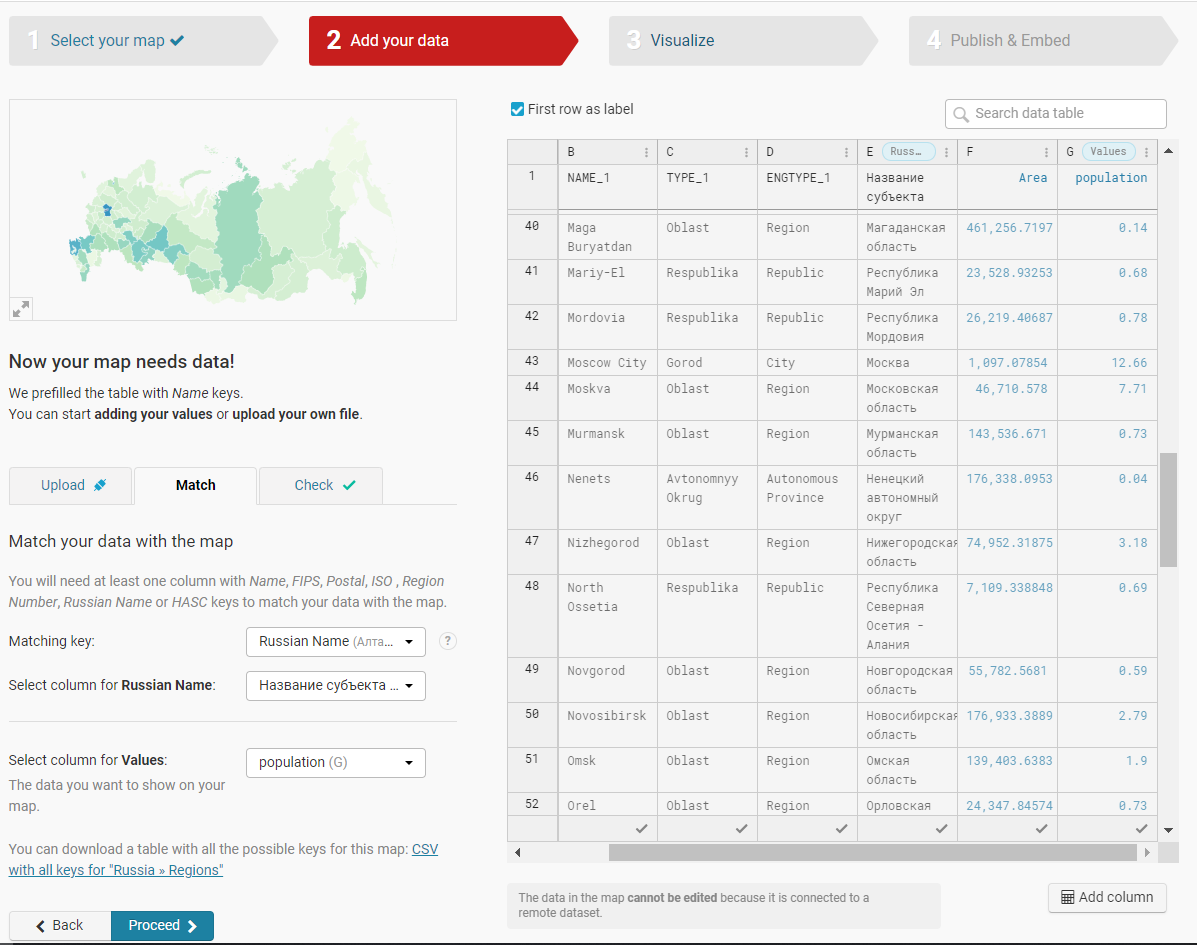 1 Select your map
2 Add your data
3 Visualize
4 Publish & Embed
Now your map needs data!
We prefilled the table with Name keys.
You can start adding your values or upload your own file.
Upload
Match
Check
Match your data with the map
You will need at least one column with Name, FIPS, Postal, ISO , Region
Number, Russian Name or HASC keys to match your data with the map.
Matching key:
Russian Name (Алта...
?
Select column for Russian Name:
Название субъекта ...
Select column for Values:
population (G)
The data you want to show on your
map.
You can download a table with all the possible keys for this map: CSV
with all keys for "Russia » Regions"
Back
Proceed
First row as label
Search data table
B C D E Russ… F G Values
1 NAME_1 TYPE_1 ENGTYPE_1 Название Area population
субъекта
40 Maga Oblast Region Магаданская 461,256.7197 0.14
Buryatdan область
41 Mariy-El Respublika Republic Республика 23,528.93253 0.68
Марий Эл
42 Mordovia Respublika Republic Республика 26,219.40687 0.78
Мордовия
43 Moscow City Gorod City Москва 1,097.07854 12.66
44 Moskva Oblast Region Московская 46,710.578 7.71
область
45 Murmansk Oblast Region Мурманская 143,536.671 0.73
область
46 Nenets Avtonomnyy Autonomous Ненецкий 176,338.0953 0.04
Okrug Province автономный
округ
47 Nizhegorod Oblast Region Нижегородская 74,952.31875 3.18
область
48 North Respublika Republic Республика 7,109.338848 0.69
Ossetia Северная
Осетия -
Алания
49 Novgorod Oblast Region Новгородская 55,782.5681 0.59
область
50 Novosibirsk Oblast Region Новосибирская 176,933.3889 2.79
область
51 Omsk Oblast Region Омская 139,403.6383 1.9
область
52 Orel Oblast Region Орловская 24,347.84574 0.73
The data in the map cannot be edited because it is connected to a
remote dataset.
Add column